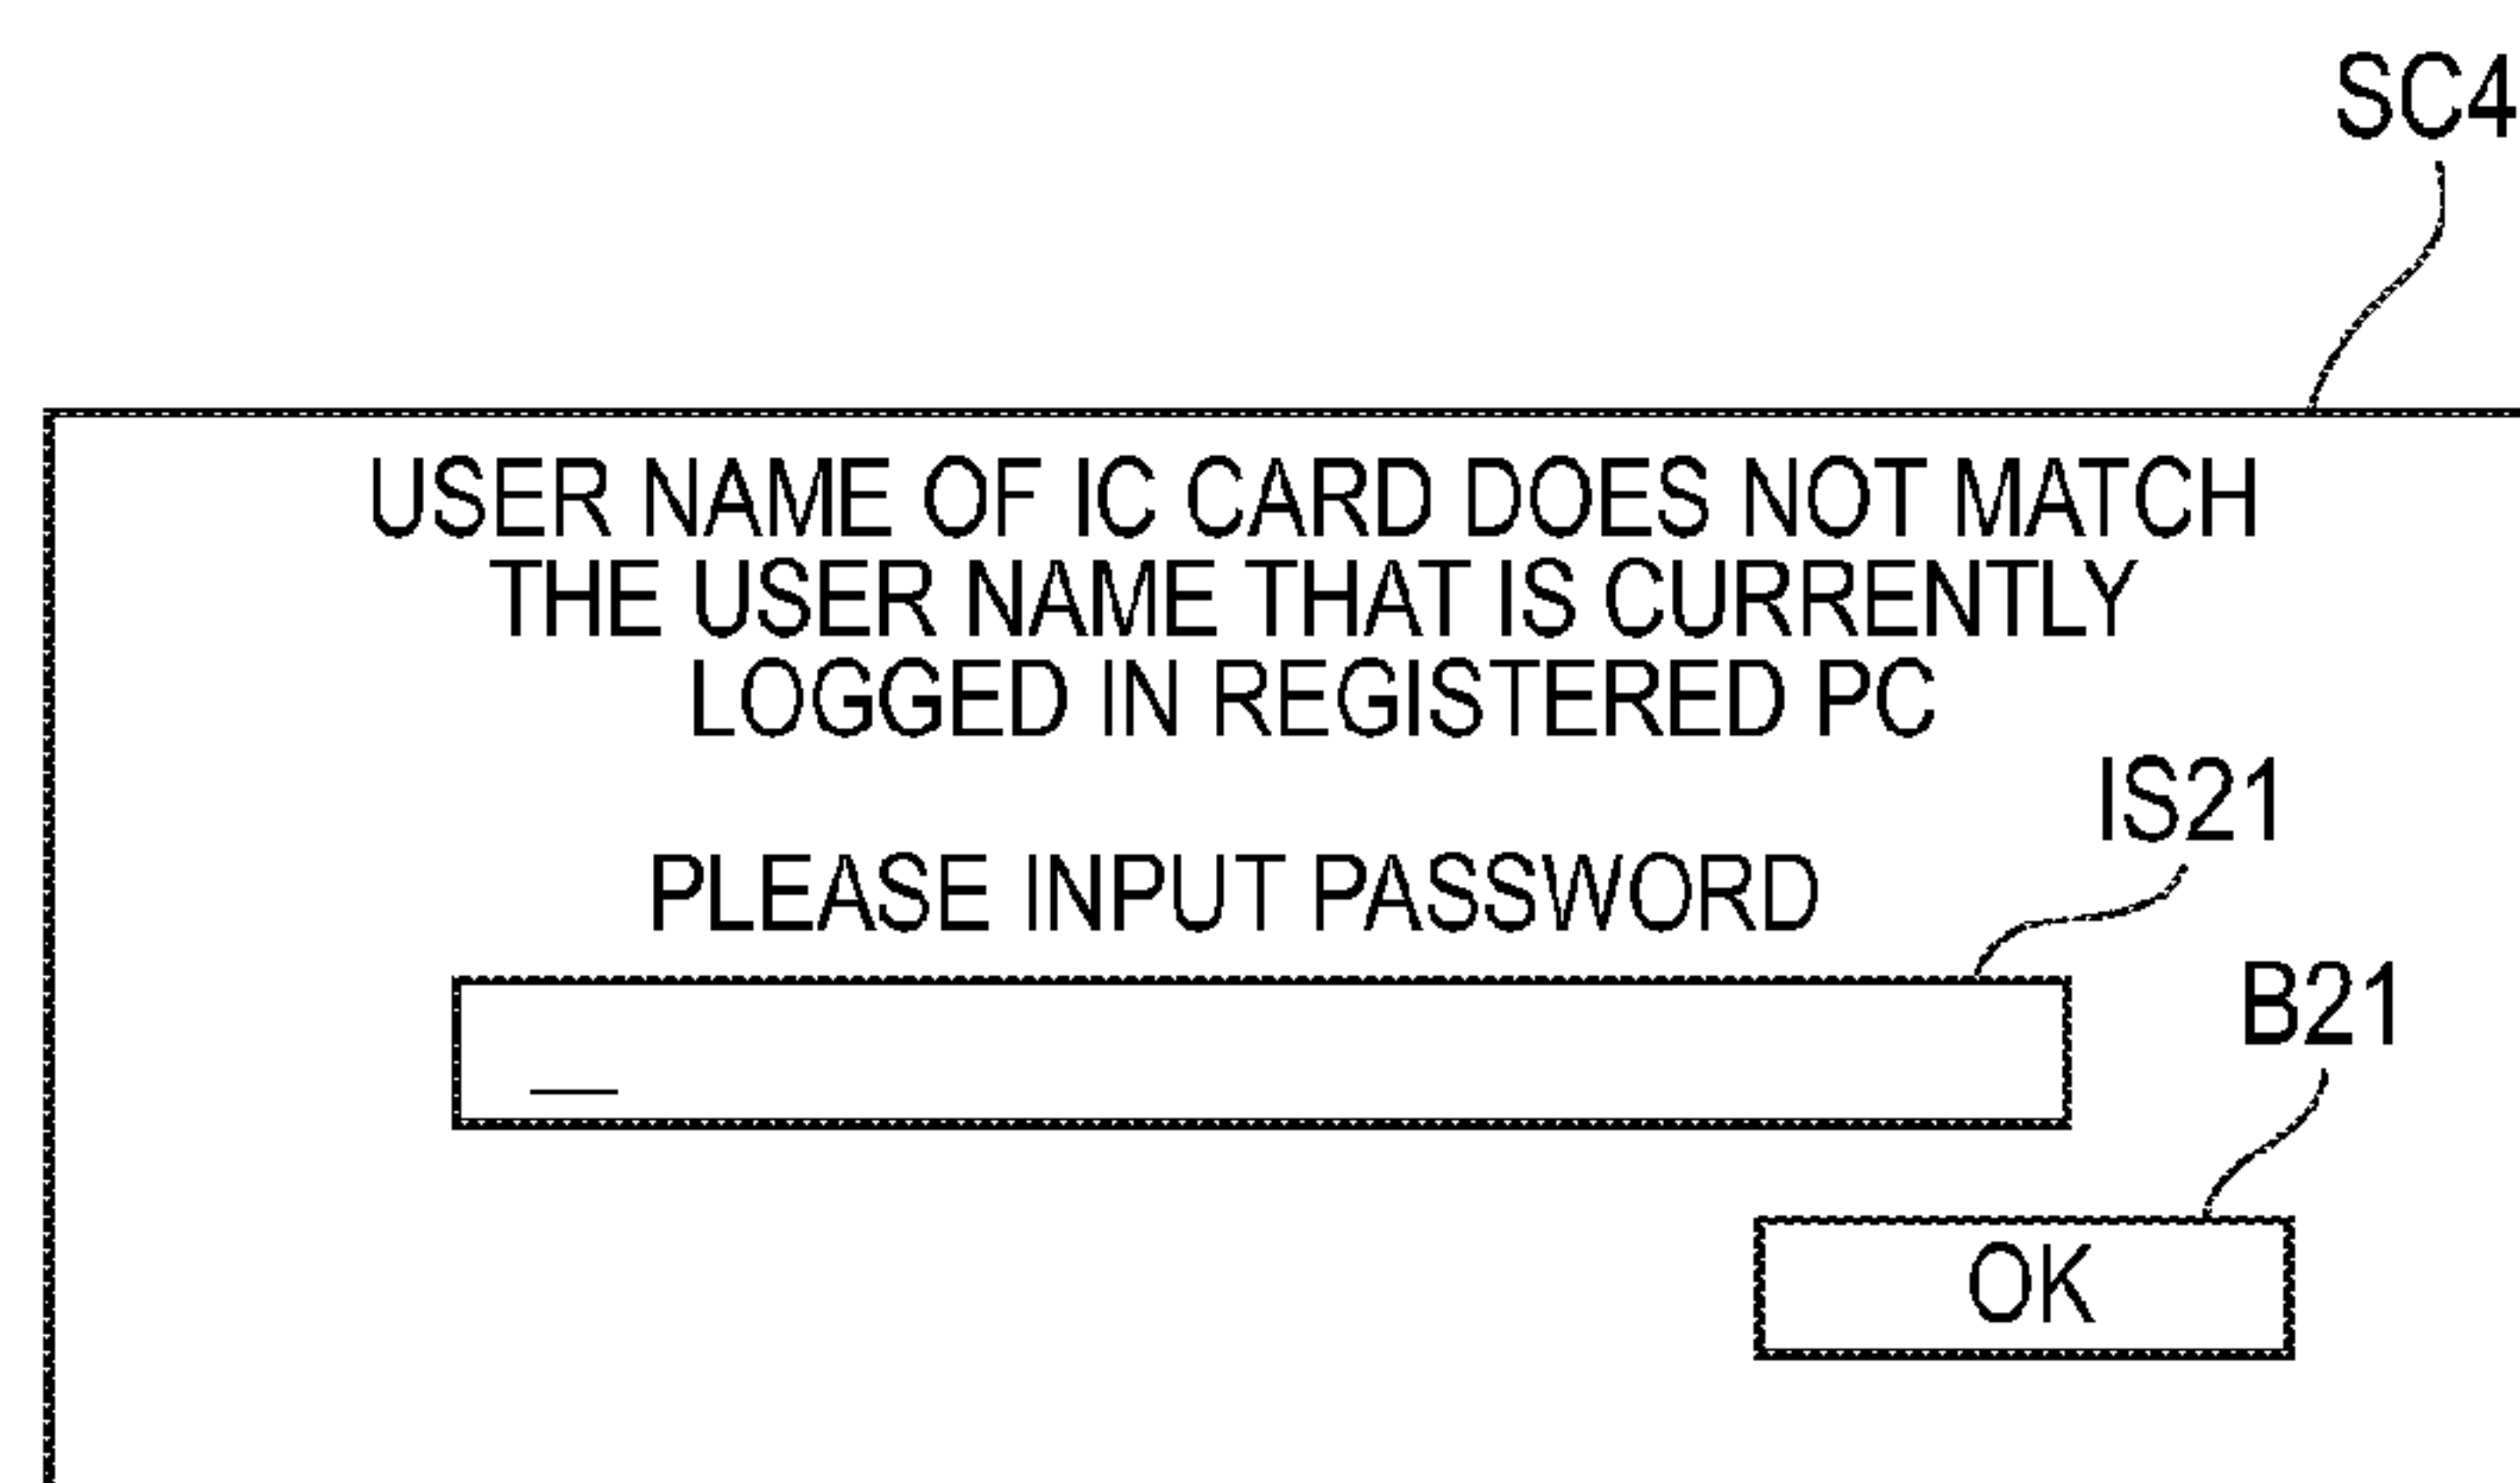 SC4
USER NAME OF IC CARD DOES NOT MATCH
THE USER NAME THAT IS CURRENTLY
LOGGED IN REGISTERED PC
IS21
PLEASE INPUT PASSWORD
B21
OK